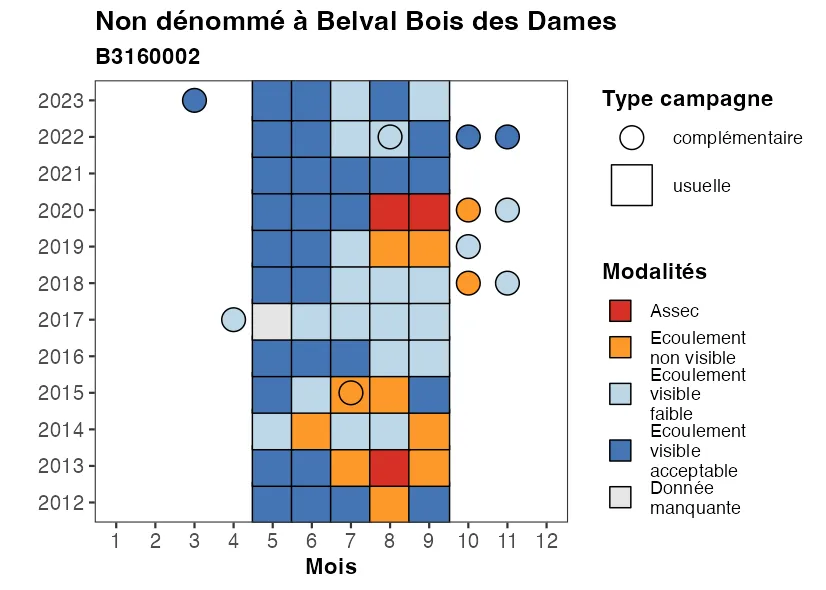 Non dénommé à Belval Bois des Dames
B3160002
2023
2022
2021
2020
2019
2018
2017
2016
2015
2014
2013
2012
1 2 3 4 5 6 7 8 9 10 11 12
Mois
Type campagne
complémentaire
usuelle
Modalités
Assec
Ecoulement
non visible
Ecoulement
visible
faible
Ecoulement
visible
acceptable
Donnée
manquante